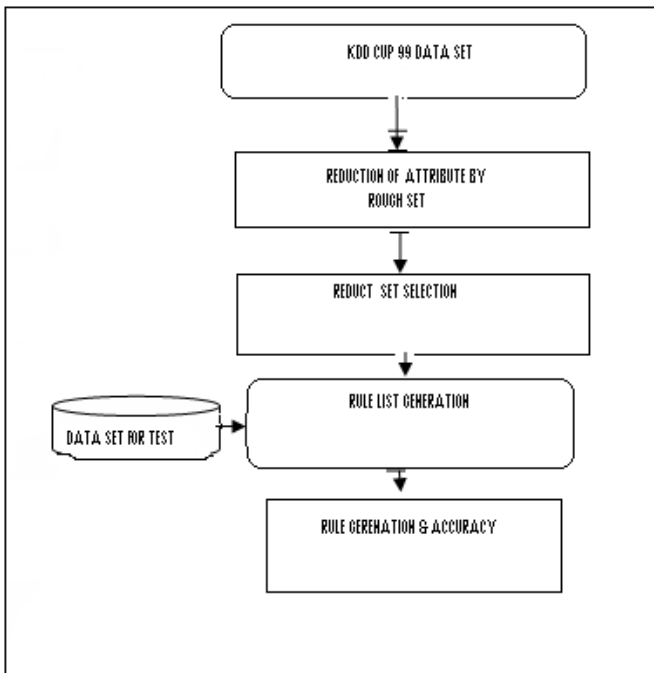 KDD CUP 99 DATA SET
REDUCTION OF ATTRIBUTE BY
ROUGH SET
REDUCT SET SELECTION
RULE LIST GENERATION
DATA SET FOR TEST
RULE GERENATION & ACCURACY